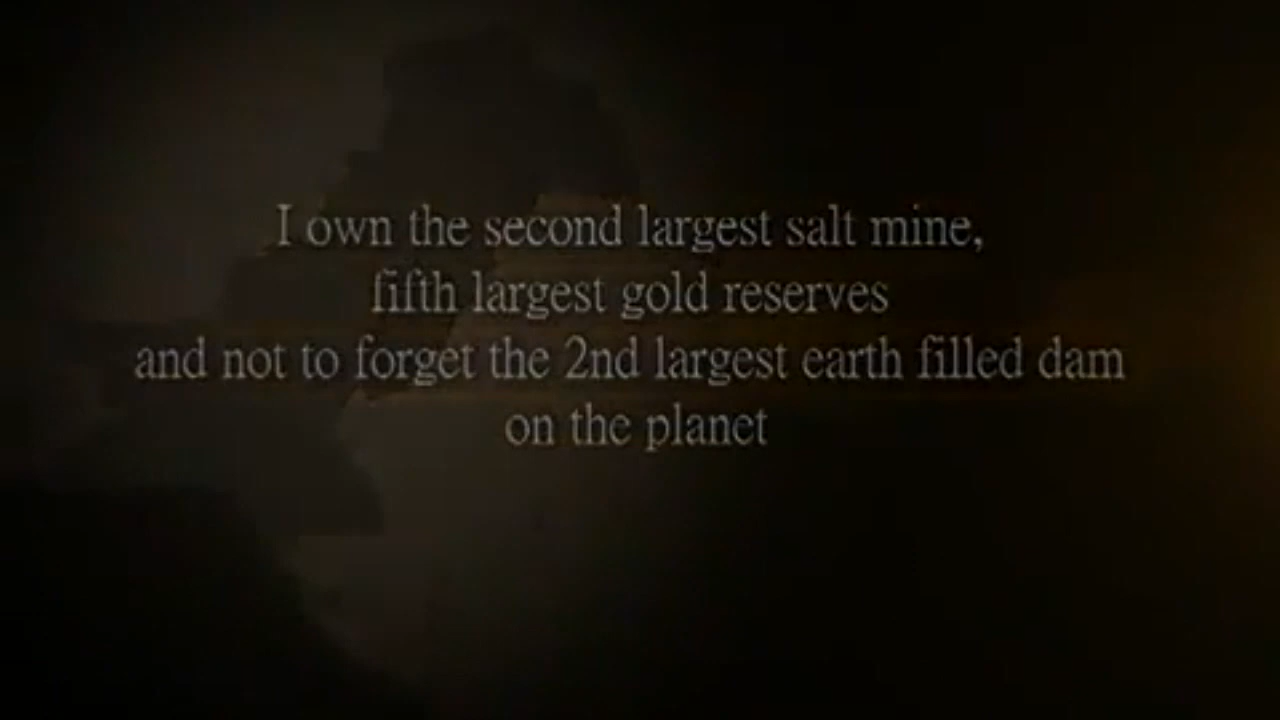 I own the second largest salt mine,
fifth largest gold reserves
and not to forget the 2nd largest earth filled dam
on the planet